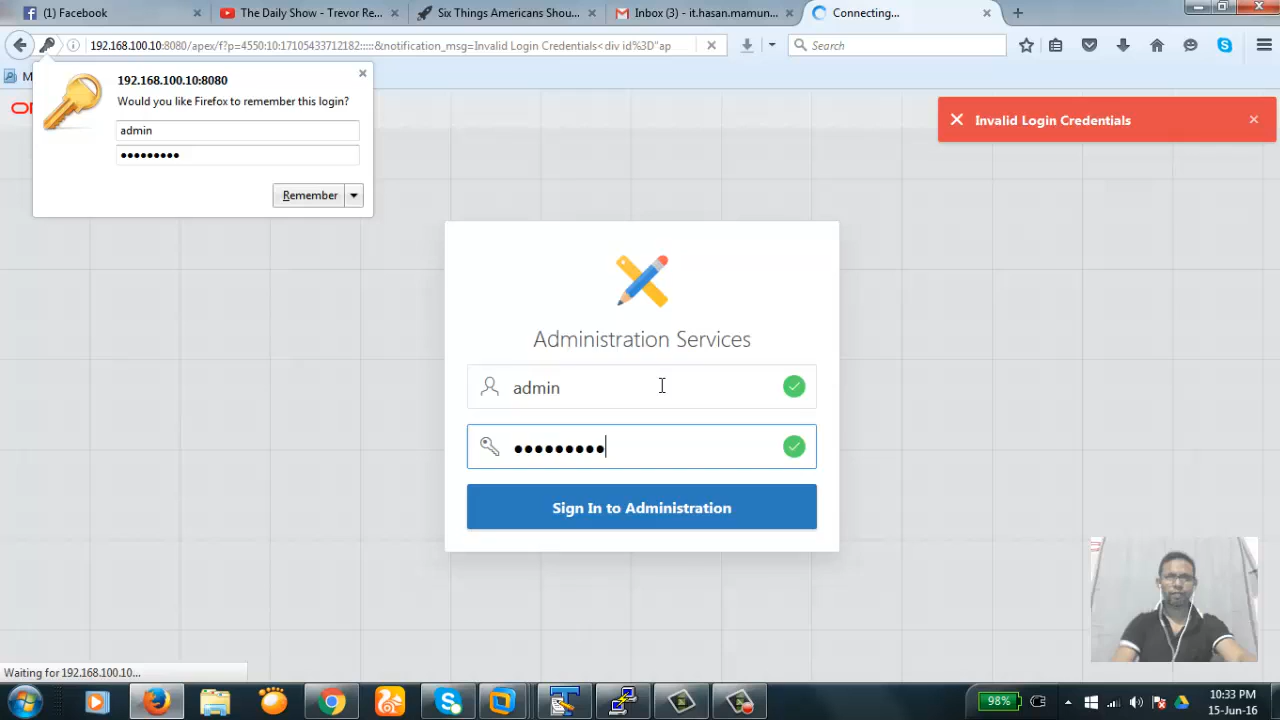 Facebook
The Daily Show - Trevor Re...
Six Things Americans Shou...
Inbox (3) - it.hasan.mamun...
Connecting...
192.168.100.10:8080/apex/f?p=4550:10:17105433712182:::::&notification_msg=Invalid Login Credentials<div id%3D"ap
Search
M
192.168.100.10:8080
Would you like Firefox to remember this login?
admin
Remember
Invalid Login Credentials
Administration Services
admin
Sign In to Administration
Waiting for 192.168.100.10...
98%
10:33 PM
15-Jun-16